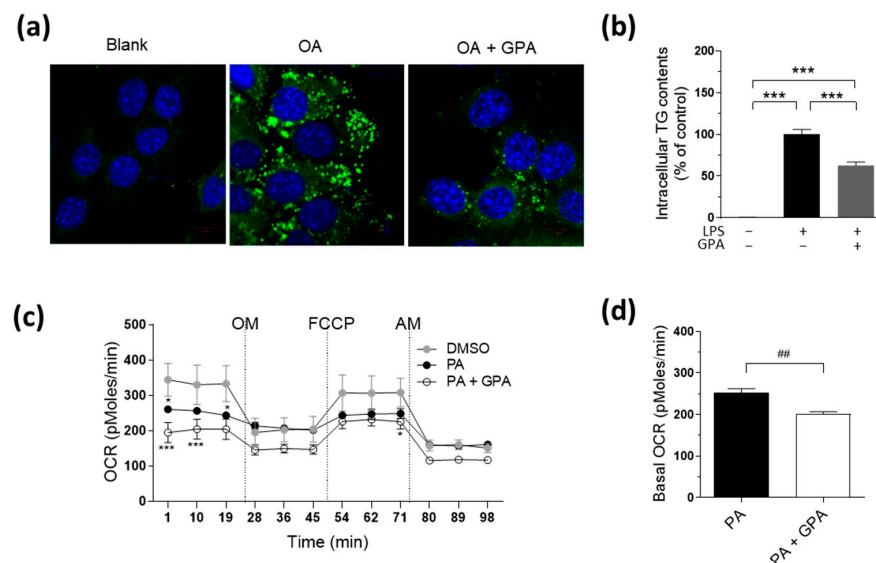 (a)
Blank
OA
OA + GPA
(b)
Intracellular TG contents
(% of control)
200
150
100
50
0
***
***
***
LPS – + +
GPA – – +
(c)
OCR (pMoles/min)
500
400
300
200
100
0
OM
FCCP
AM
DMSO
PA
PA + GPA
*
*
***
***
*
1 10 19 28 36 45 54 62 71 80 89 98
Time (min)
(d)
Basal OCR (pMoles/min)
400
300
200
100
0
##
PA
PA + GPA